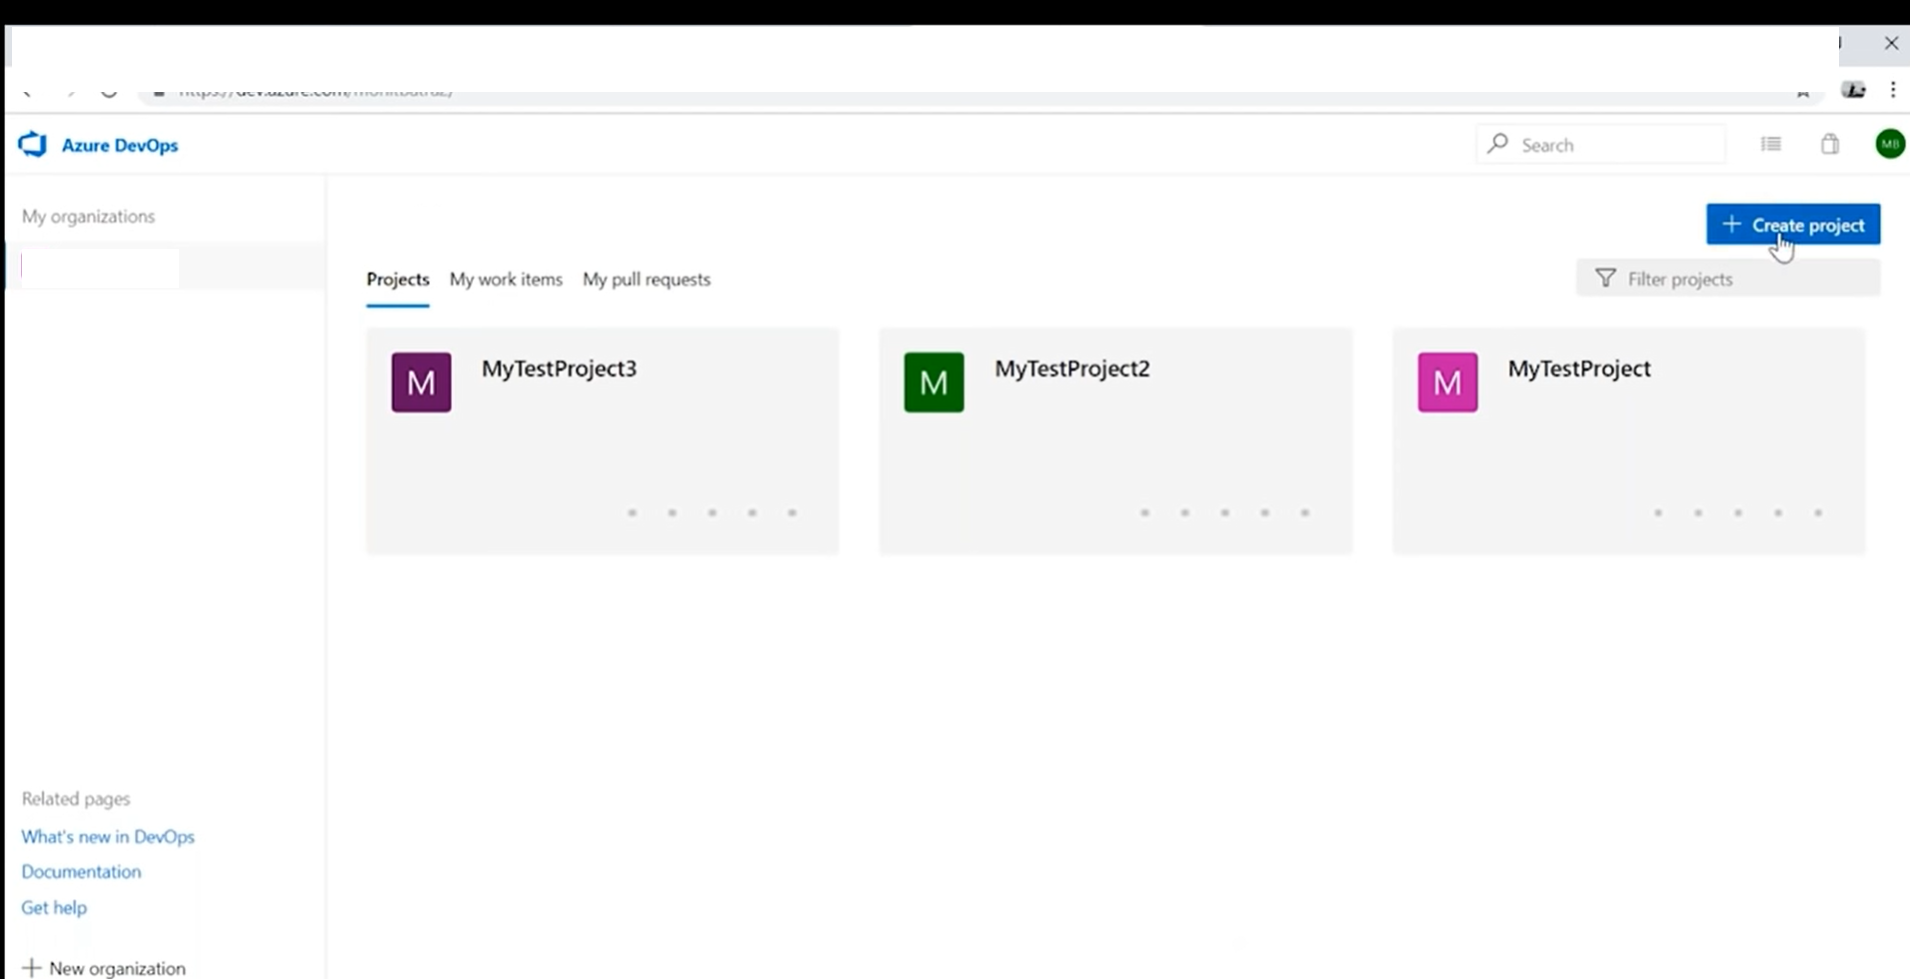 Azure DevOps
Search
MB
My organizations
+ Create project
Projects My work items My pull requests
Filter projects
M MyTestProject3
M MyTestProject2
M MyTestProject
Related pages
What's new in DevOps
Documentation
Get help
+ New organization